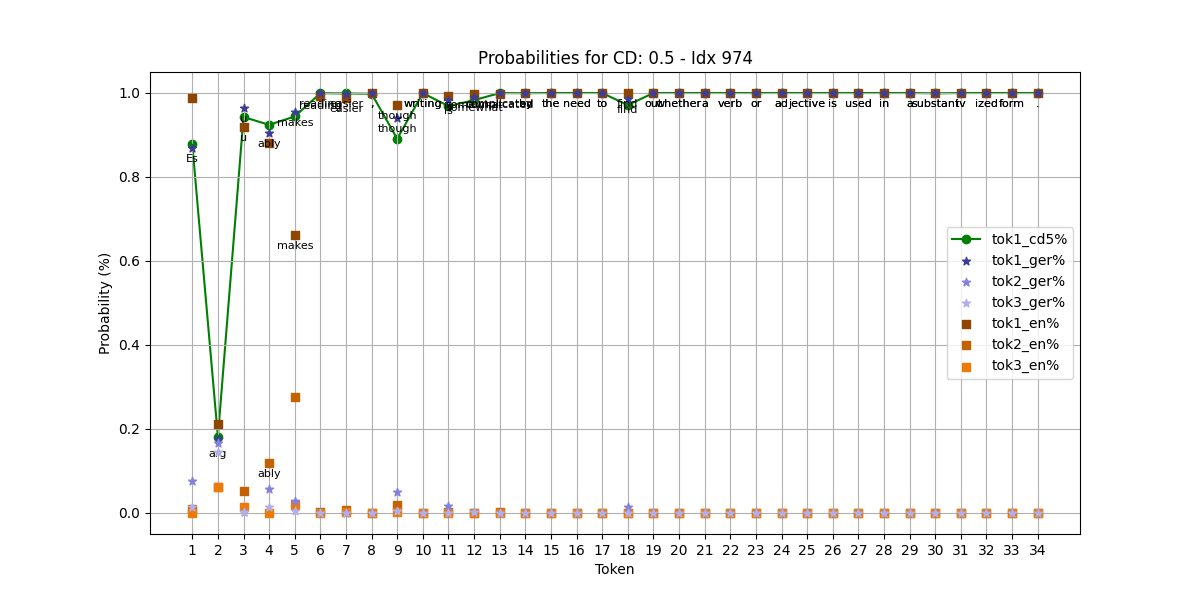 Probabilities for CD: 0.5 - Idx 974
Probability (%)
1.0
0.8
0.6
0.4
0.2
0.0
Es
arg
u
ably
ably
makes
makes
reading
easier
,
though
though
writing
is
somewhat
complicated
by
the need to
find
out
whether
a verb or adjective is used in a substantiv ized form .
tok1_cd5%
tok1_ger%
tok2_ger%
tok3_ger%
tok1_en%
tok2_en%
tok3_en%
1 2 3 4 5 6 7 8 9 10 11 12 13 14 15 16 17 18 19 20 21 22 23 24 25 26 27 28 29 30 31 32 33 34
Token